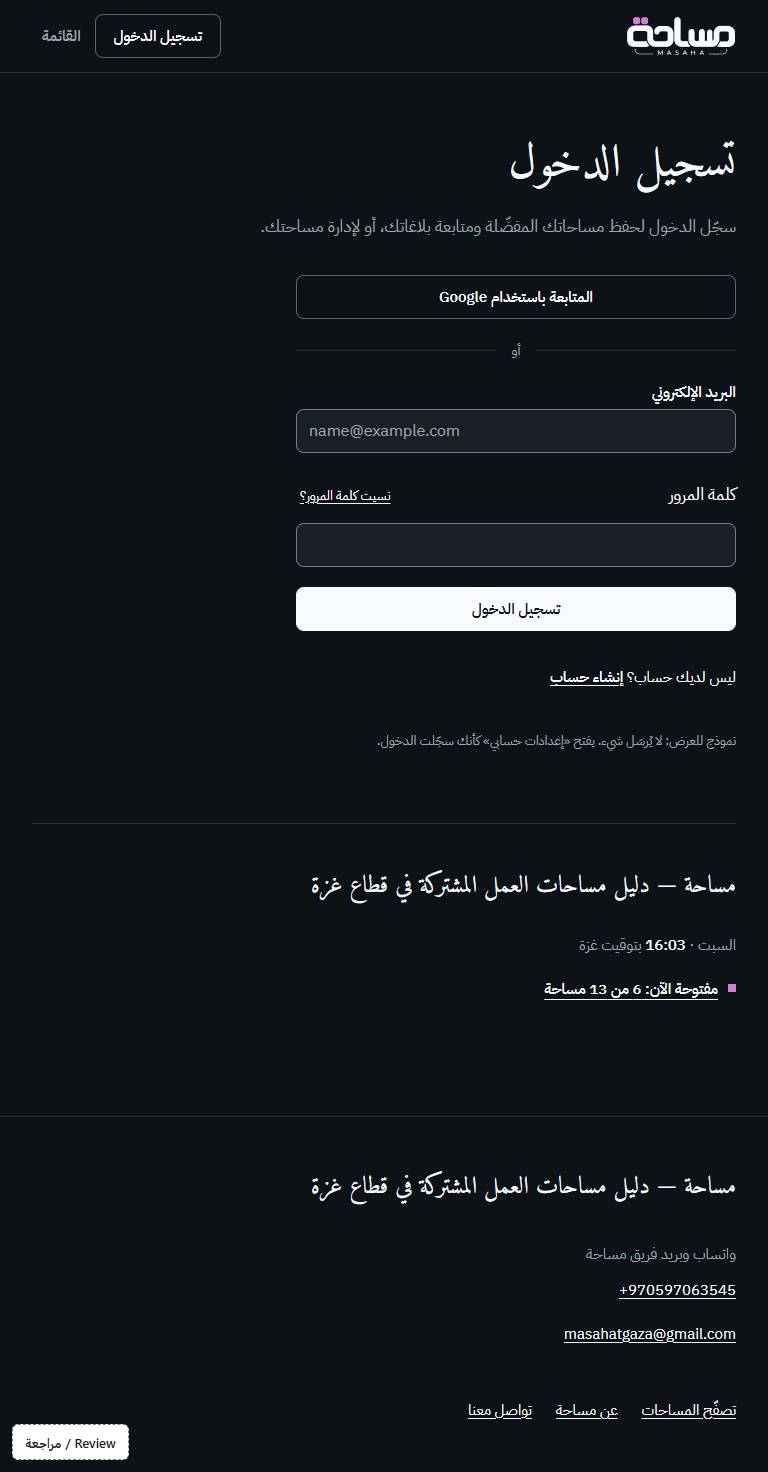 مساحة
MASAHA
تسجيل الدخول
القائمة
تسجيل الدخول
سجّل الدخول لحفظ مساحاتك المفضّلة ومتابعة بلاغاتك، أو لإدارة مساحتك.
المتابعة باستخدام Google
أو
البريد الإلكتروني
name@example.com
كلمة المرور
نسيت كلمة المرور؟
تسجيل الدخول
ليس لديك حساب؟ إنشاء حساب
نموذج للعرض: لا يُرسَل شيء. يفتح «إعدادات حسابي» كأنك سجّلت الدخول.
مساحة — دليل مساحات العمل المشتركة في قطاع غزة
السبت · 16:03 بتوقيت غزة
مفتوحة الآن: 6 من 13 مساحة
مساحة — دليل مساحات العمل المشتركة في قطاع غزة
واتساب وبريد فريق مساحة
+970597063545
masahatgaza@gmail.com
تصفّح المساحات
عن مساحة
تواصل معنا
Review / مراجعة